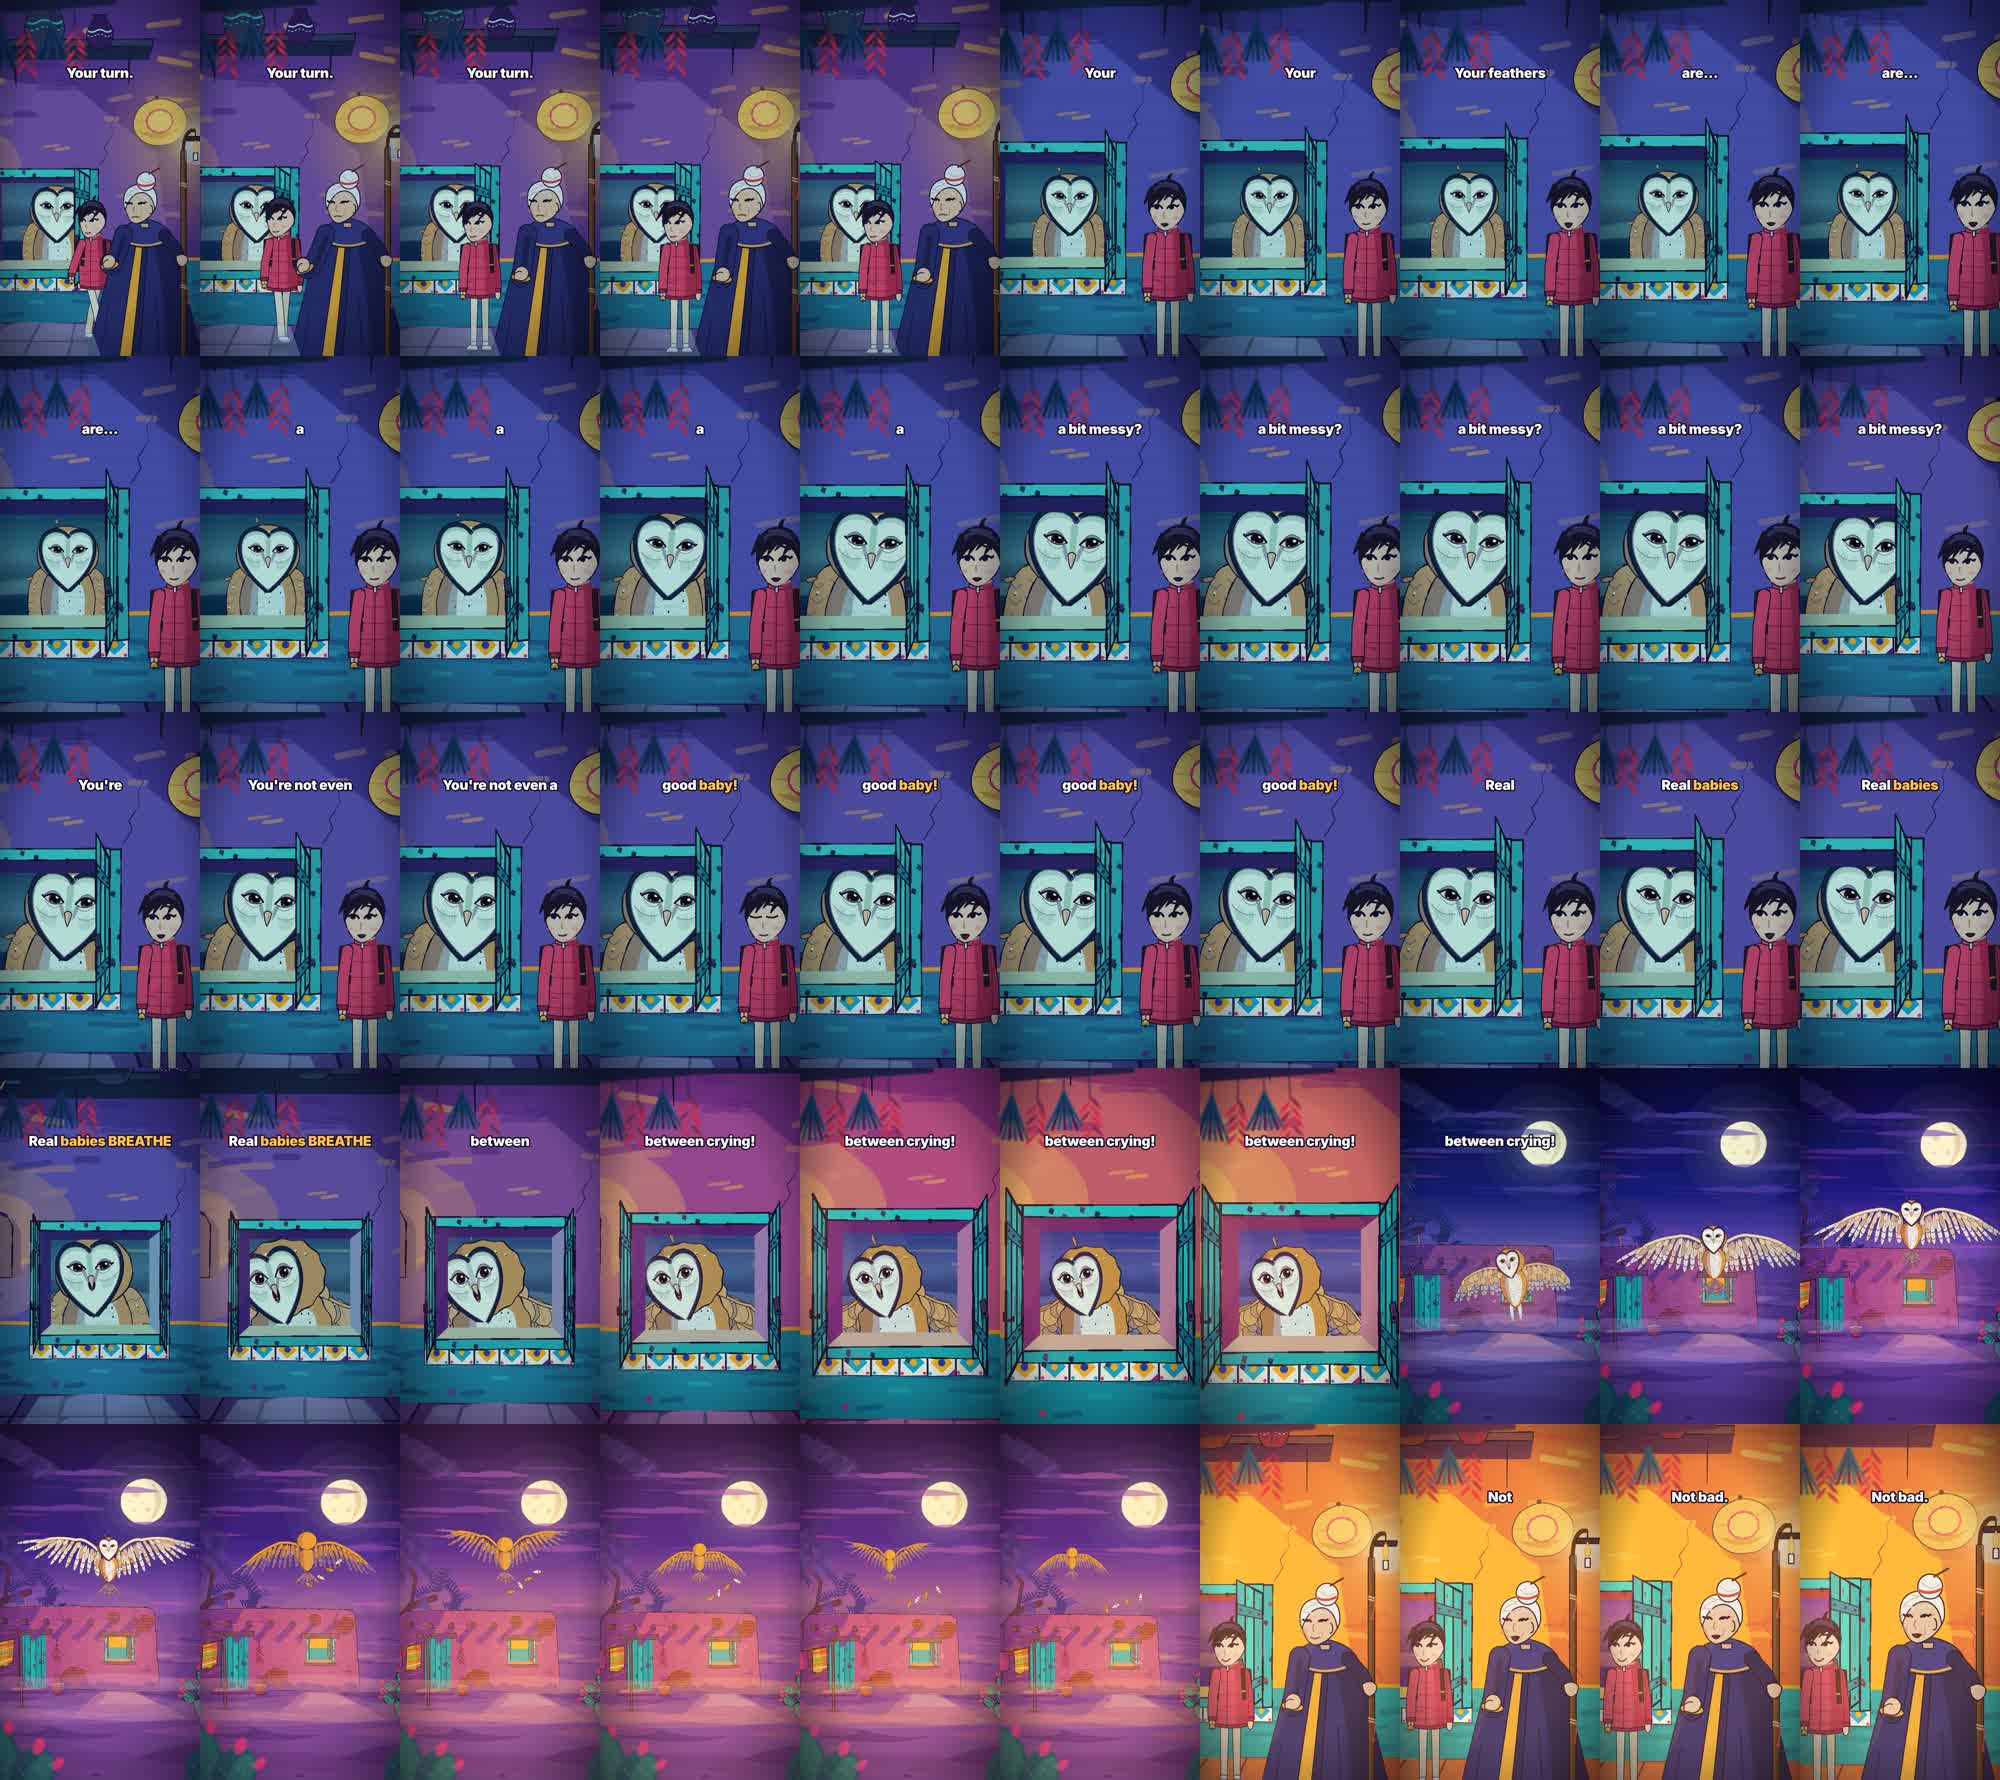 Your turn.
Your turn.
Your turn.
Your
Your
Your feathers
are...
are...
are...
a
a
a
a
a bit messy?
a bit messy?
a bit messy?
a bit messy?
a bit messy?
You're
You're not even
You're not even a
good baby!
good baby!
good baby!
good baby!
Real
Real babies
Real babies
Real babies BREATHE
Real babies BREATHE
between
between crying!
between crying!
between crying!
between crying!
between crying!
Not
Not bad.
Not bad.